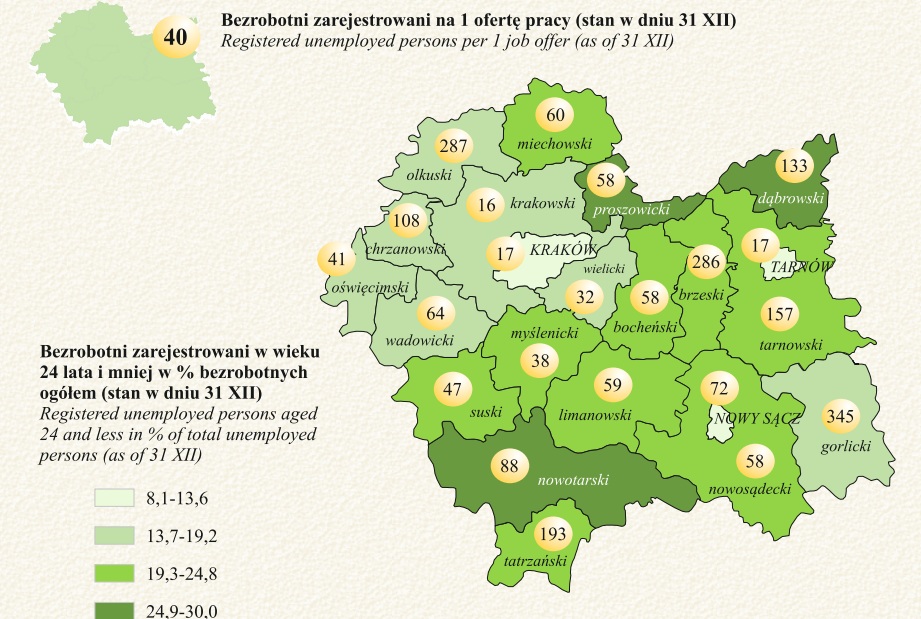 40
Bezrobotni zarejestrowani na 1 ofertę pracy (stan w dniu 31 XII)
Registered unemployed persons per 1 job offer (as of 31 XII)
60
miechowski
287
olkuski
133
dąbrowski
58
proszowicki
16
krakowski
108
chrzanowski
17
KRAKÓW
17
TARNÓW
41
oświęcimski
wielicki
32
286
brzeski
58
bocheński
64
wadowicki
157
tarnowski
myślenicki
38
47
suski
59
limanowski
72
NOWY SĄCZ
345
gorlicki
88
nowotarski
58
nowosądecki
193
tatrzański
Bezrobotni zarejestrowani w wieku
24 lata i mniej w % bezrobotnych
ogółem (stan w dniu 31 XII)
Registered unemployed persons aged
24 and less in % of total unemployed
persons (as of 31 XII)
8,1-13,6
13,7-19,2
19,3-24,8
24,9-30,0